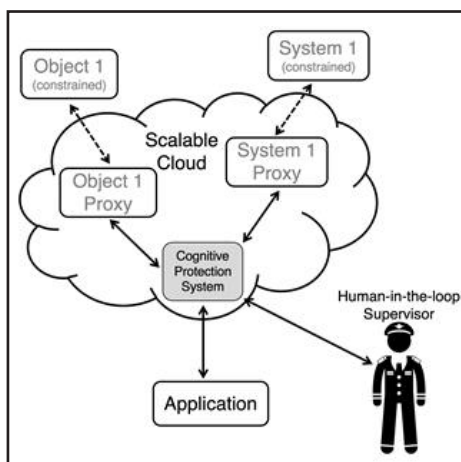 Object 1
(constrained)
System 1
(constrained)
Scalable
Cloud
Object 1
Proxy
System 1
Proxy
Cognitive
Protection
System
Human-in-the-loop
Supervisor
Application